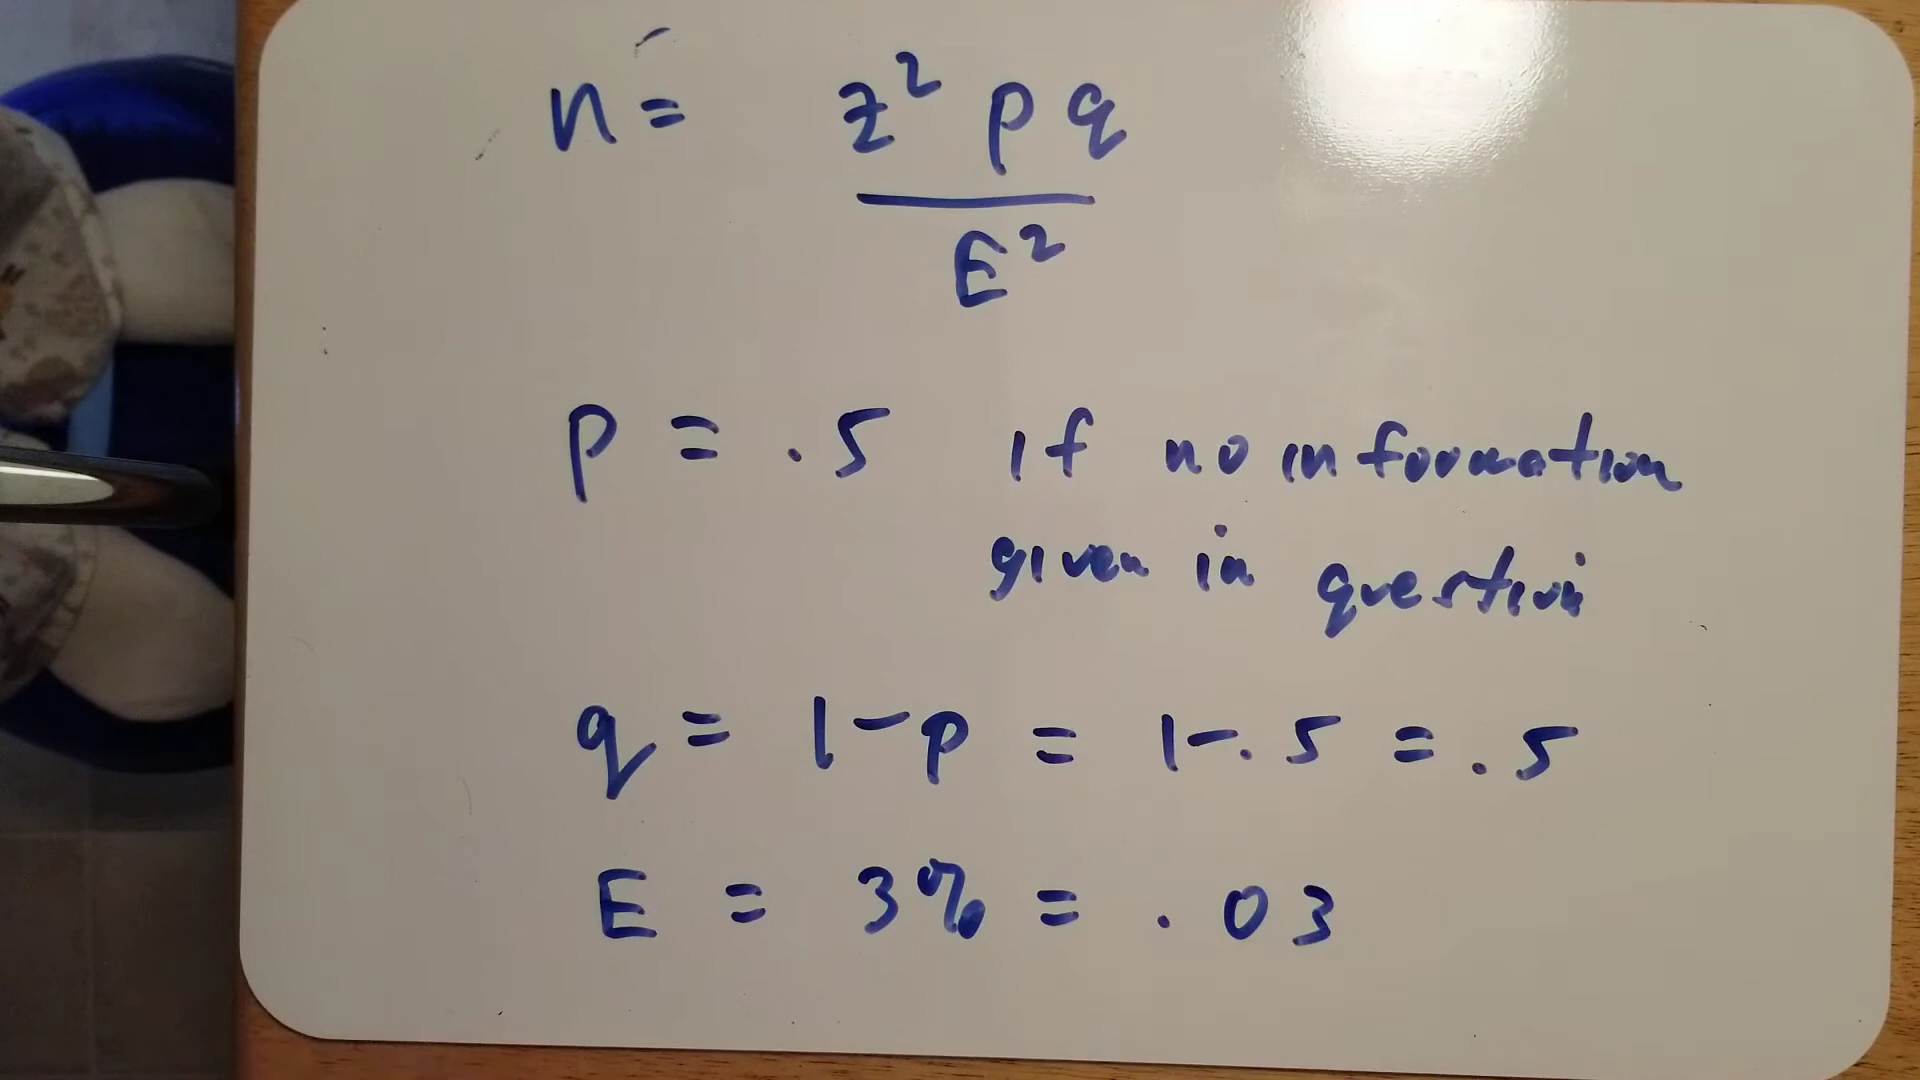 n = z² p q
E²
p = .5 if no information
given in question
q = 1 - p = 1 - .5 = .5
E = 3% = .03